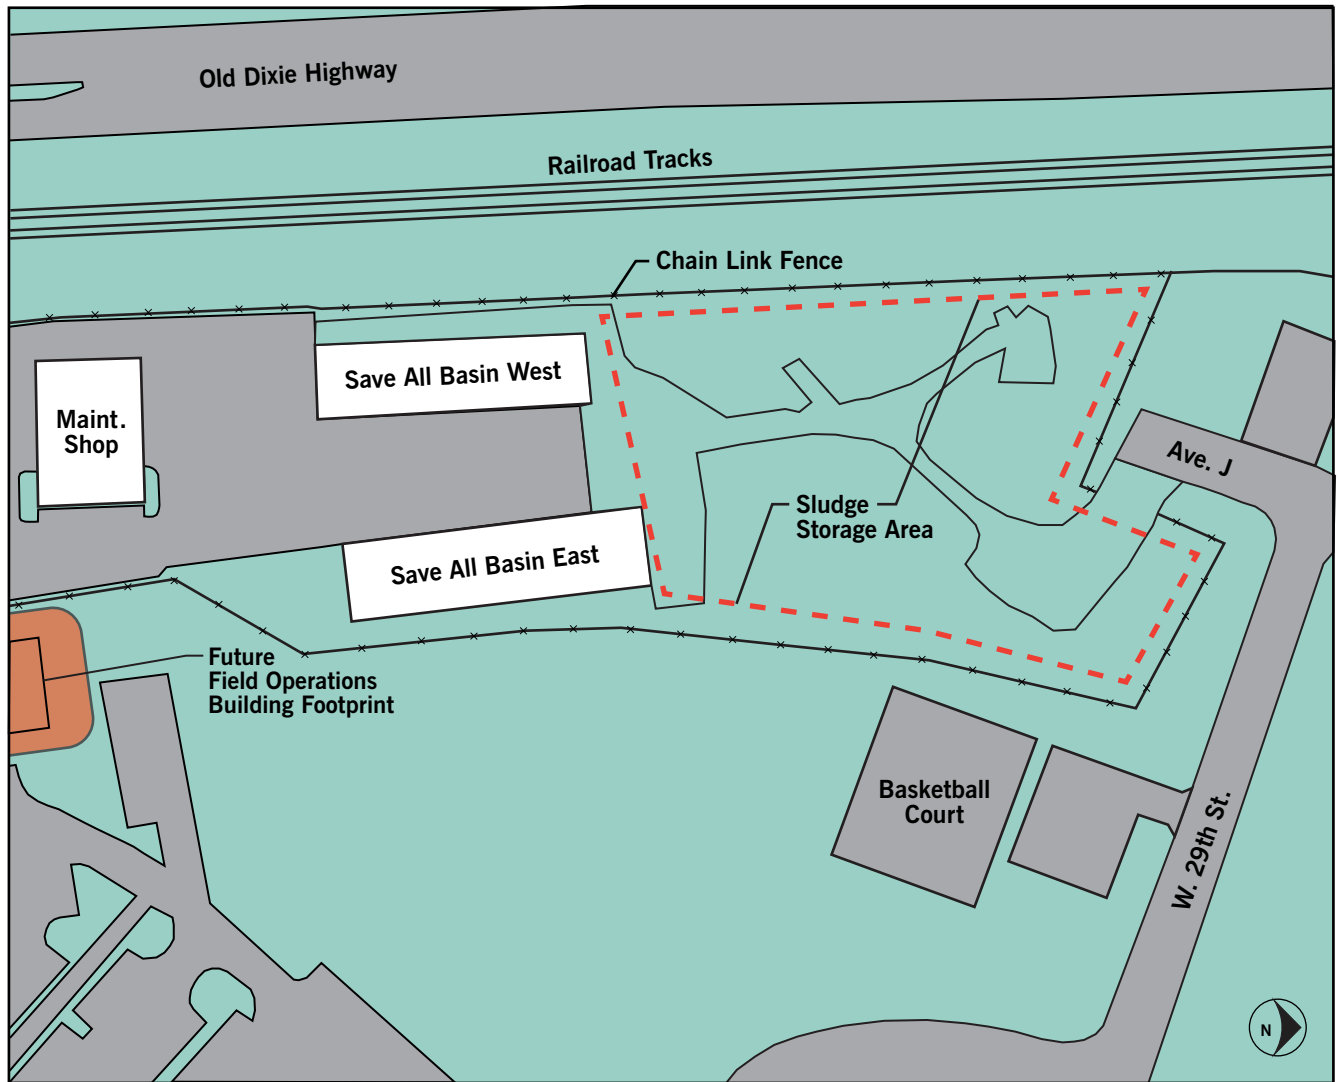 Old Dixie Highway
Railroad Tracks
Chain Link Fence
Save All Basin West
Maint.
Shop
Ave. J
Sludge
Storage Area
Save All Basin East
Future
Field Operations
Building Footprint
Basketball
Court
W. 29th St.
N